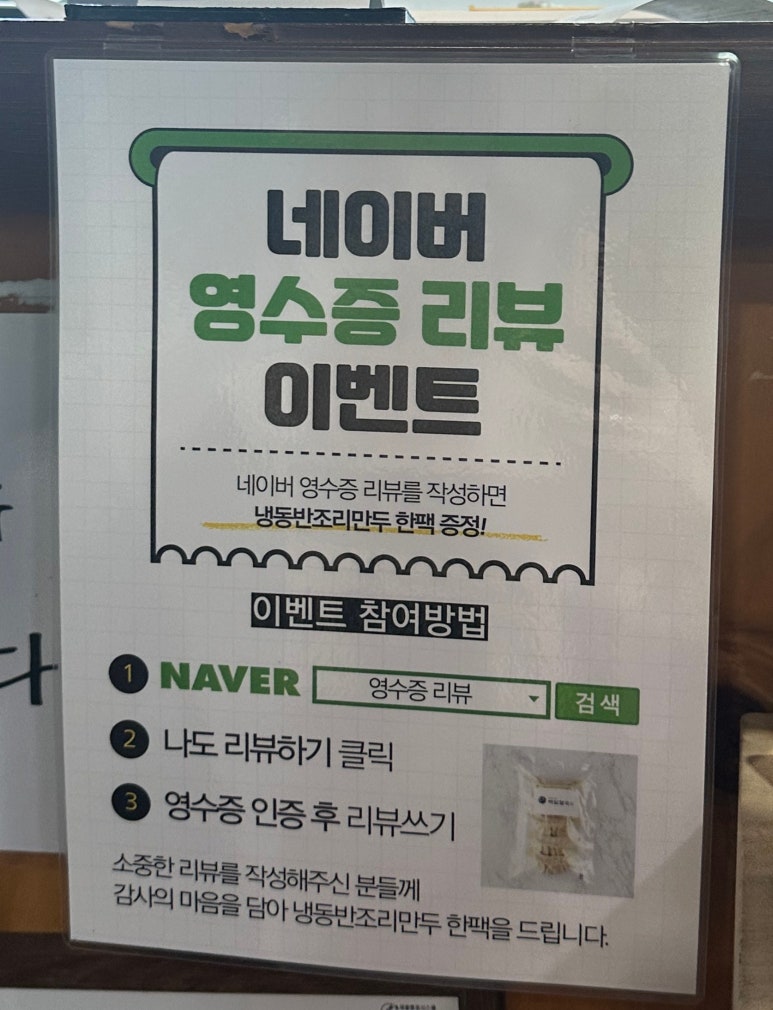 네이버
영수증 리뷰
이벤트
네이버 영수증 리뷰를 작성하면
냉동반조리만두 한팩 증정!
이벤트 참여방법
1 NAVER 영수증 리뷰 검색
2 나도 리뷰하기 클릭
3 영수증 인증 후 리뷰쓰기
소중한 리뷰를 작성해주신 분들께
감사의 마음을 담아 냉동반조리만두 한팩을 드립니다.
다